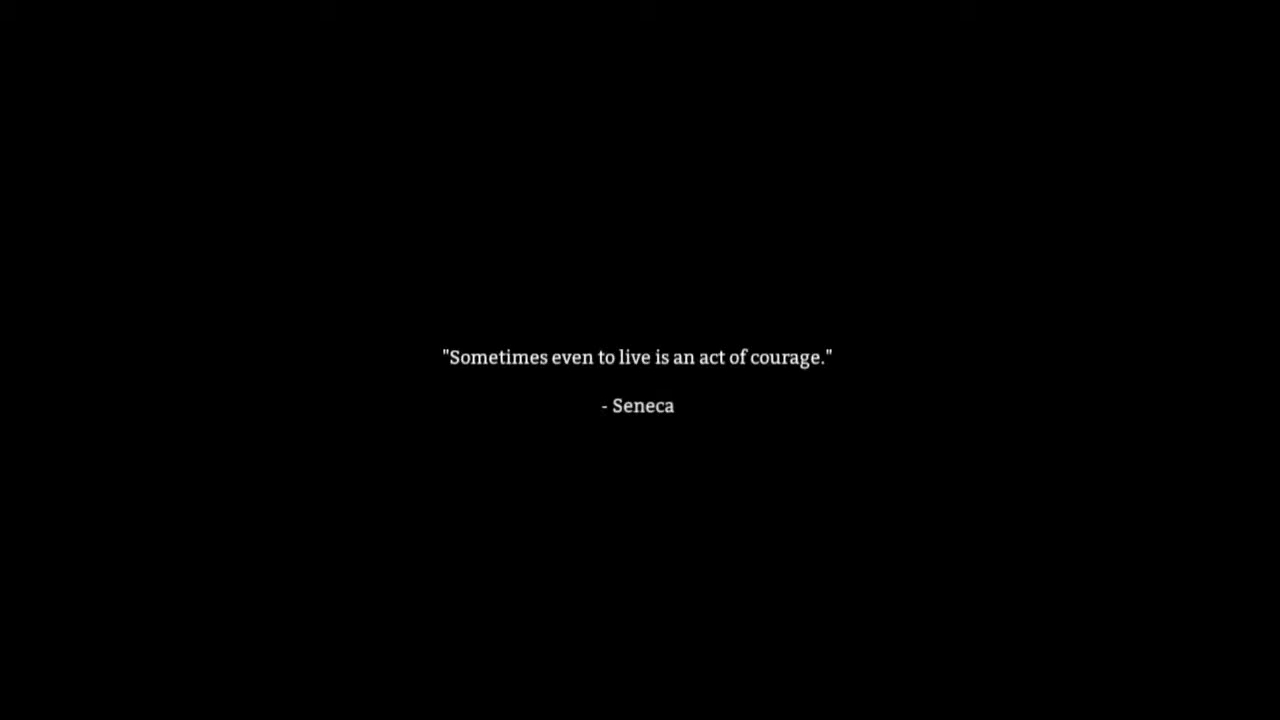 "Sometimes even to live is an act of courage."
- Seneca